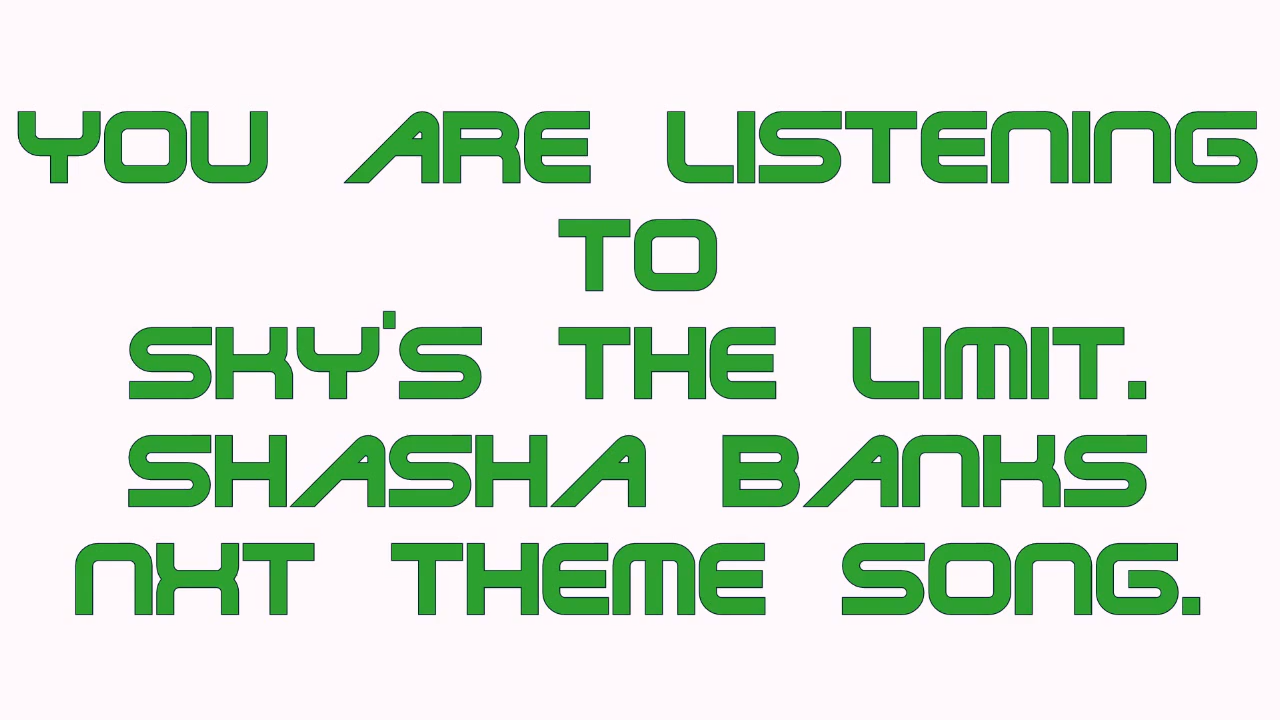 YOU ARE LISTENING
TO
SKY'S THE LIMIT.
SHASHA BANKS
NXT THEME SONG.